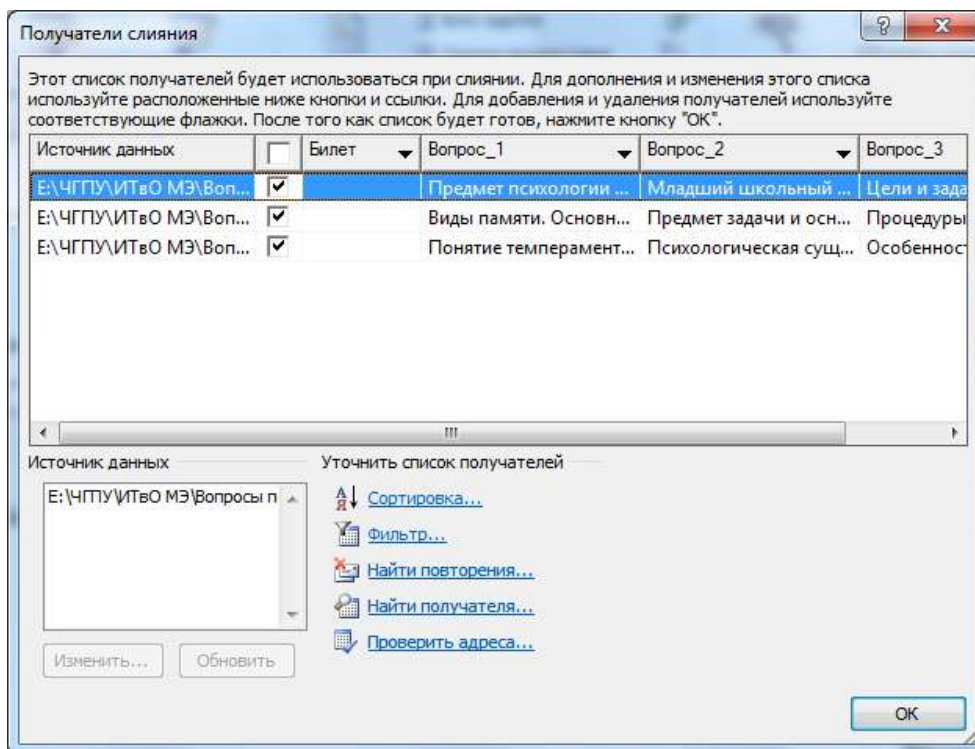 Получатели слияния
Этот список получателей будет использоваться при слиянии. Для дополнения и изменения этого списка
используйте расположенные ниже кнопки и ссылки. Для добавления и удаления получателей используйте
соответствующие флажки. После того как список будет готов, нажмите кнопку "ОК".
Источник данных Билет Вопрос_1 Вопрос_2 Вопрос_3
E:\ЧГПУ\ИТвО МЭ\Воп... Предмет психологии ... Младший школьный ... Цели и зада
E:\ЧГПУ\ИТвО МЭ\Воп... Виды памяти. Основн... Предмет задачи и осн... Процедуры
E:\ЧГПУ\ИТвО МЭ\Воп... Понятие темперамент... Психологическая сущ... Особенност
Источник данных Уточнить список получателей
E:\ЧГПУ\ИТвО МЭ\Вопросы п
Сортировка...
Фильтр...
Найти повторения...
Найти получателя...
Проверить адреса...
Изменить... Обновить
ОК